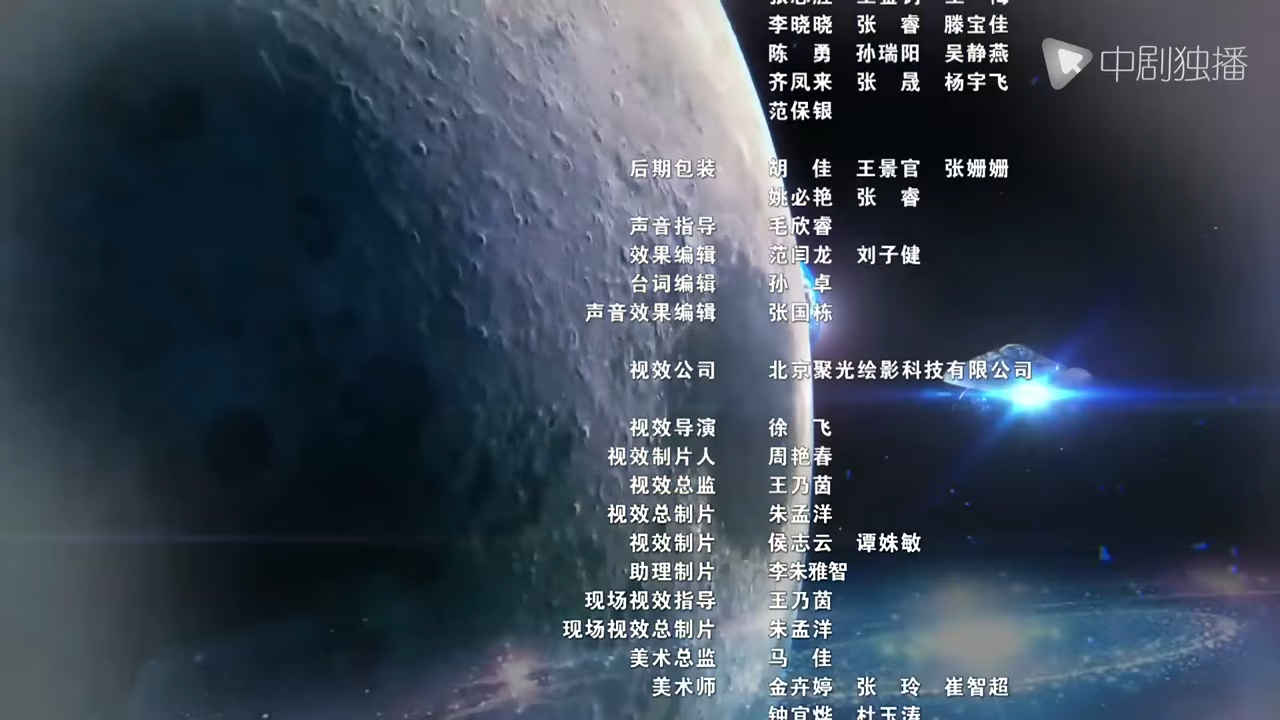 李晓晓 张 睿 滕宝佳
陈 勇 孙瑞阳 吴静燕
齐凤来 张 晟 杨宇飞
范保银
中剧独播
后期包装 胡 佳 王景官 张姗姗
姚必艳 张 睿
声音指导 毛欣睿
效果编辑 范闫龙 刘子健
台词编辑 孙 卓
声音效果编辑 张国栋
视效公司 北京聚光绘影科技有限公司
视效导演 徐 飞
视效制片人 周艳春
视效总监 王乃茵
视效总制片 朱孟洋
视效制片 侯志云 谭姝敏
助理制片 李朱雅智
现场视效指导 王乃茵
现场视效总制片 朱孟洋
美术总监 马 佳
美术师 金卉婷 张 玲 崔智超
钟宜烨 杜玉涛